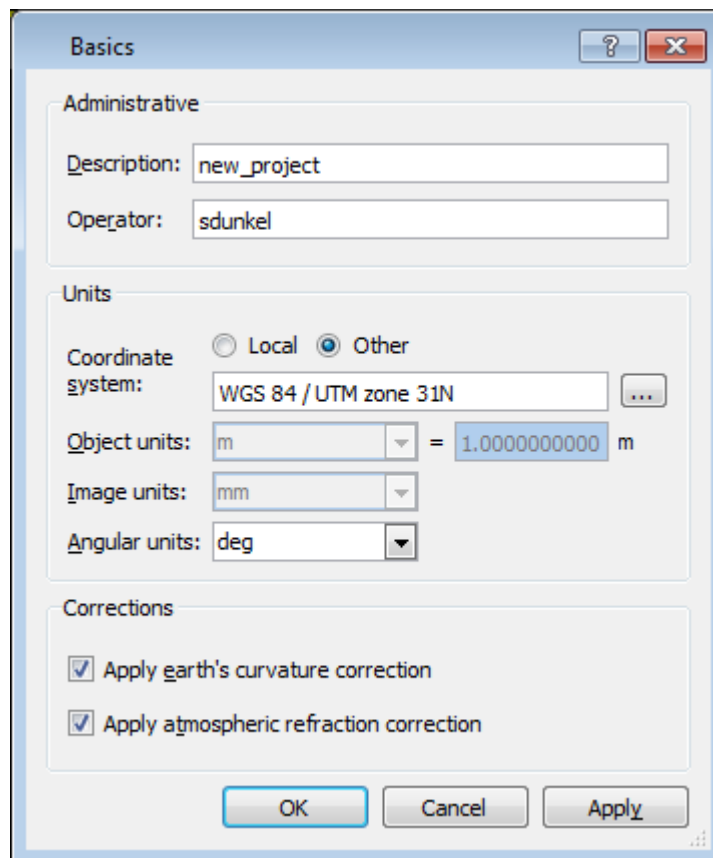 Basics
?
Administrative
Description: new_project
Operator: sdunkel
Units
Local Other
Coordinate
system:
WGS 84 / UTM zone 31N ...
Object units: m = 1.0000000000 m
Image units: mm
Angular units: deg
Corrections
Apply earth's curvature correction
Apply atmospheric refraction correction
OK Cancel Apply